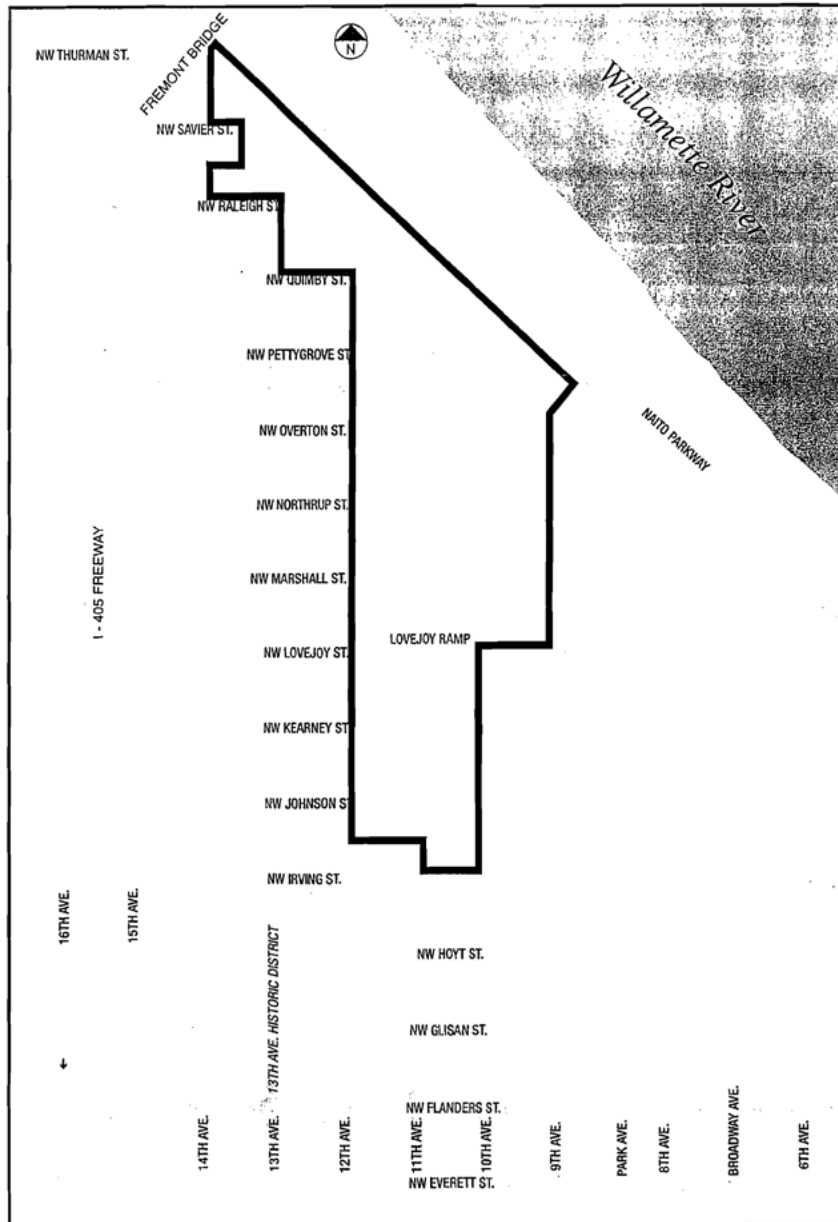 NW THURMAN ST.
FREMONT BRIDGE
N
Willamette River
NW SAVIER ST.
NW RALEIGH ST.
NW QUIMBY ST.
NW PETTYGROVE ST
NAITO PARKWAY
NW OVERTON ST.
NW NORTHRUP ST.
I - 405 FREEWAY
NW MARSHALL ST.
LOVEJOY RAMP
NW LOVEJOY ST.
NW KEARNEY ST
NW JOHNSON S
NW IRVING ST.
16TH AVE.
15TH AVE.
13TH AVE. HISTORIC DISTRICT
NW HOYT ST.
NW GLISAN ST.
NW FLANDERS ST.
14TH AVE.
13TH AVE.
12TH AVE.
11TH AVE.
10TH AVE.
9TH AVE.
PARK AVE.
8TH AVE.
BROADWAY AVE.
6TH AVE.
NW EVERETT ST.